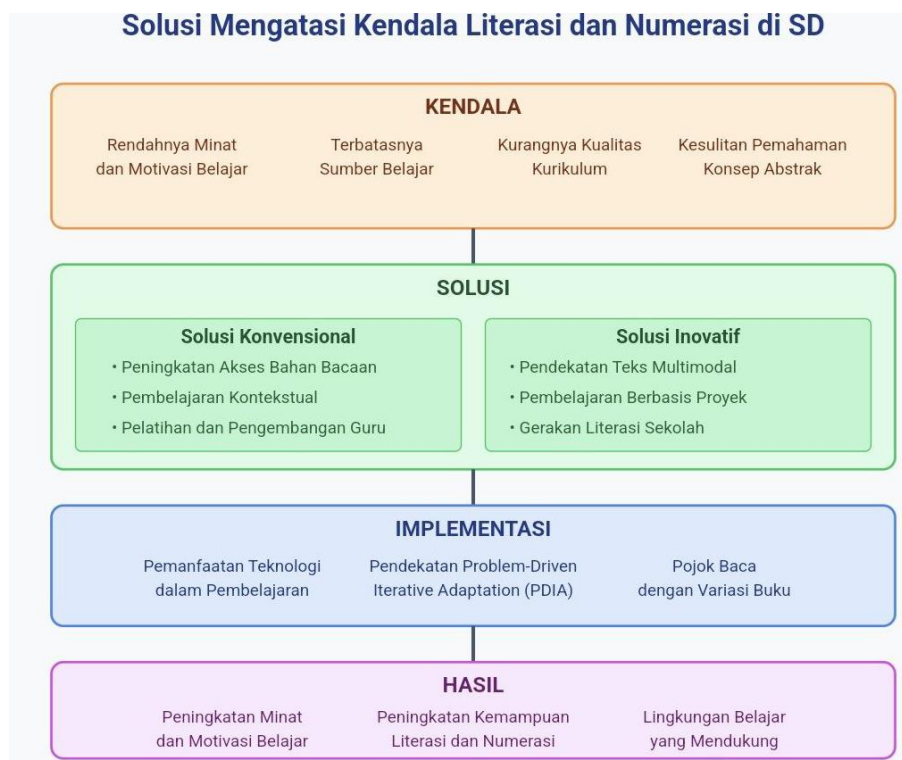 Solusi Mengatasi Kendala Literasi dan Numerasi di SD
KENDALA
Rendahnya Minat
dan Motivasi Belajar
Terbatasnya
Sumber Belajar
Kurangnya Kualitas
Kurikulum
Kesulitan Pemahaman
Konsep Abstrak
SOLUSI
Solusi Konvensional
• Peningkatan Akses Bahan Bacaan
• Pembelajaran Kontekstual
• Pelatihan dan Pengembangan Guru
Solusi Inovatif
• Pendekatan Teks Multimodal
• Pembelajaran Berbasis Proyek
• Gerakan Literasi Sekolah
IMPLEMENTASI
Pemanfaatan Teknologi
dalam Pembelajaran
Pendekatan Problem-Driven
Iterative Adaptation (PDIA)
Pojok Baca
dengan Variasi Buku
HASIL
Peningkatan Minat
dan Motivasi Belajar
Peningkatan Kemampuan
Literasi dan Numerasi
Lingkungan Belajar
yang Mendukung